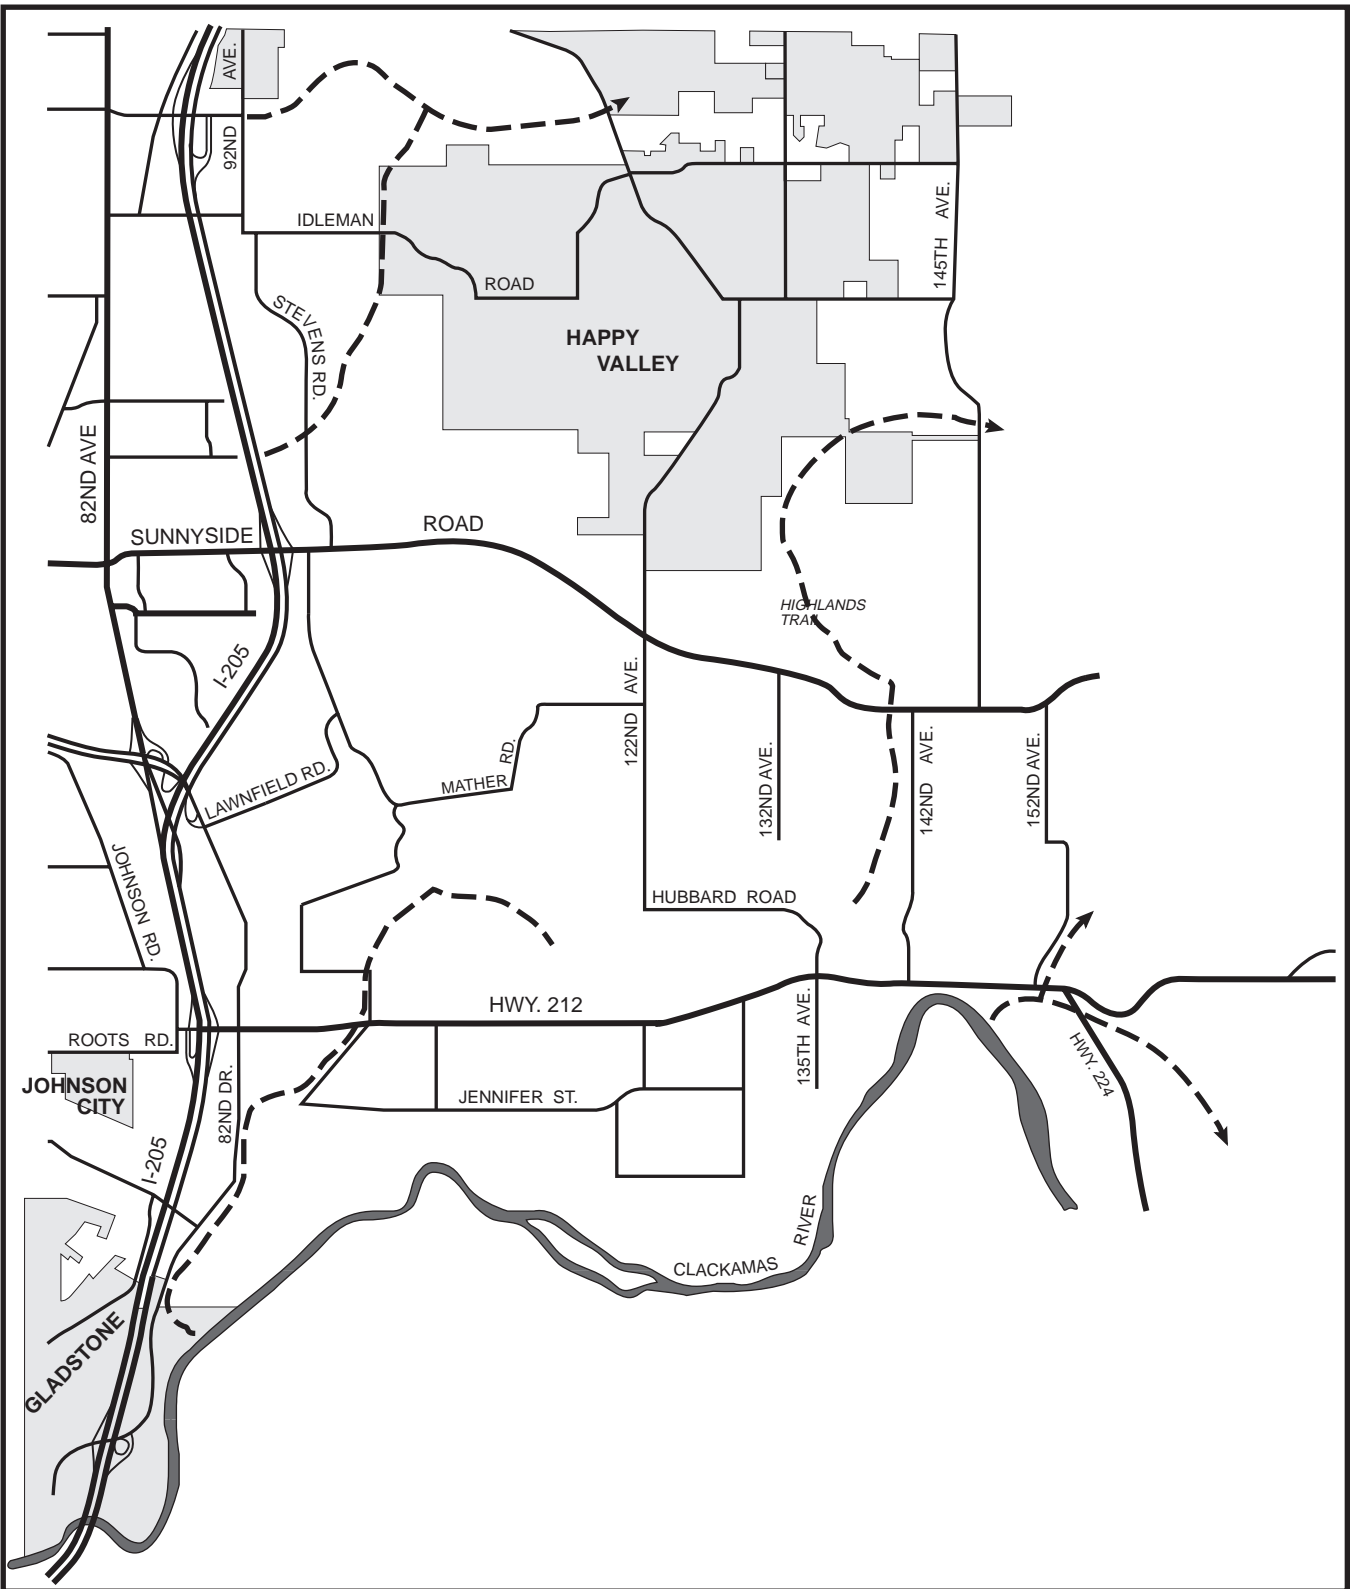 AVE.
92ND
IDLEMAN
ROAD
145TH AVE.
STEVENS RD.
HAPPY
VALLEY
82ND AVE
SUNNYSIDE
ROAD
HIGHLANDS
TRAIL
I-205
122ND AVE.
MATHER RD.
LAWNFIELD RD.
132ND AVE.
142ND AVE.
152ND AVE.
JOHNSON RD.
HUBBARD ROAD
HWY. 212
ROOTS RD.
135TH AVE.
HWY. 224
JOHNSON
CITY
82ND DR.
JENNIFER ST.
I-205
CLACKAMAS RIVER
GLADSTONE